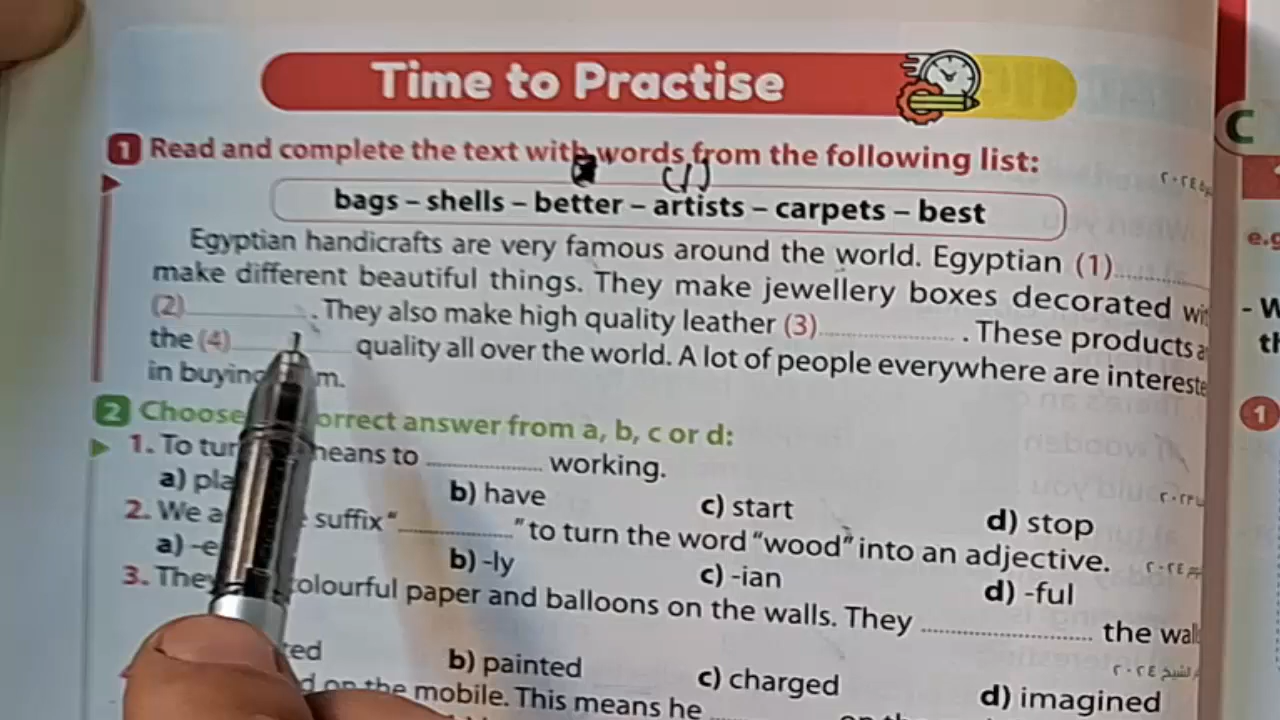 Time to Practise
C
1 Read and complete the text with words from the following list:
(1)
bags – shells – better – artists – carpets – best
Egyptian handicrafts are very famous around the world. Egyptian (1)..........
make different beautiful things. They make jewellery boxes decorated
(2).......... . They also make high quality leather (3).......... . These products
the (4).......... quality all over the world. A lot of people everywhere are
in buying
2 Choose correct answer from a, b, c or d:
1. To means to .......... working.
a) b) have c) start d) stop
2. We suffix “..........” to turn the word “wood” into an adjective.
a) b) -ly c) -ian d) -ful
3. They colourful paper and balloons on the walls. They .......... the
b) painted c) charged d) imagined
on the mobile. This means he
e.g
1